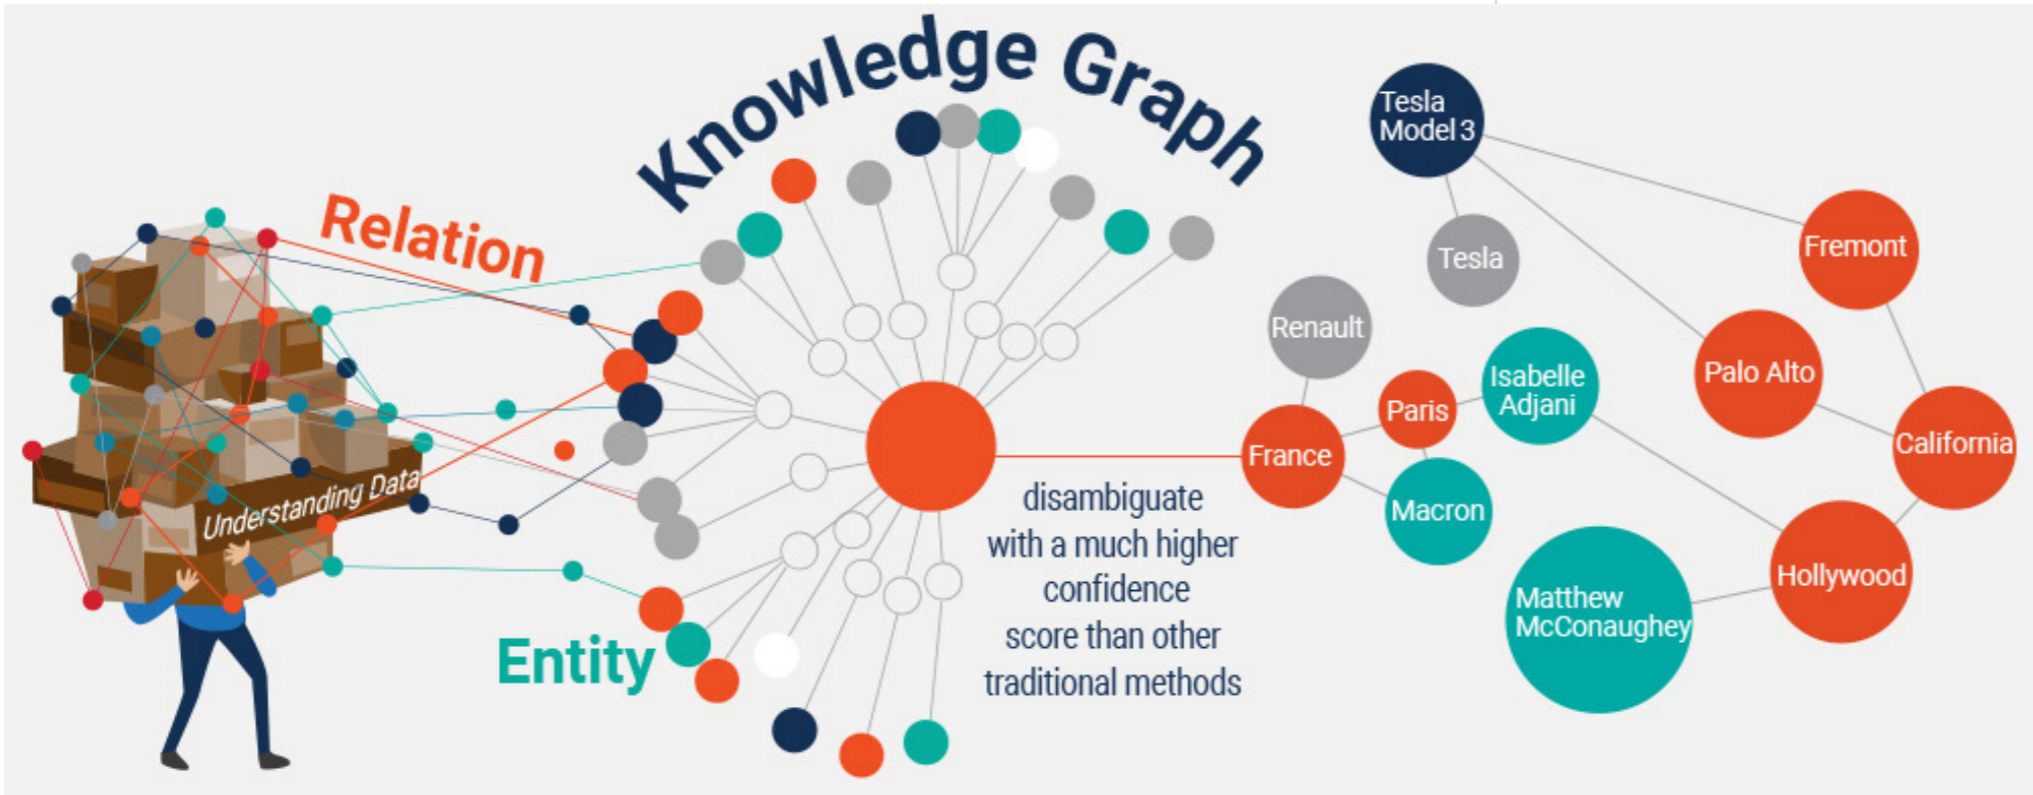 Knowledge Graph
Relation
Understanding Data
Entity
disambiguate
with a much higher
confidence
score than other
traditional methods
Tesla
Model 3
Tesla
Fremont
Renault
Palo Alto
Isabelle
Adjani
Paris
France
California
Macron
Hollywood
Matthew
McConaughey